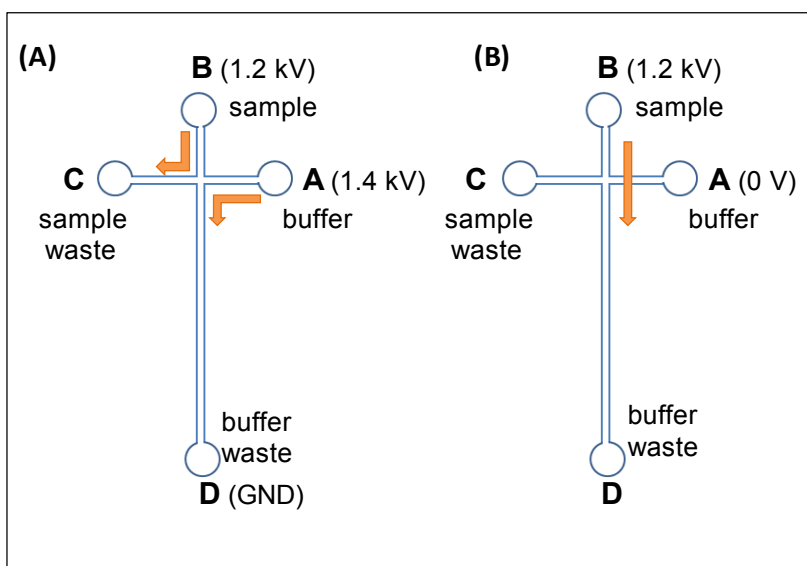 (A)
B (1.2 kV)
sample
C
A (1.4 kV)
sample
waste
buffer
buffer
waste
D (GND)
(B)
B (1.2 kV)
sample
C
A (0 V)
sample
waste
buffer
buffer
waste
D